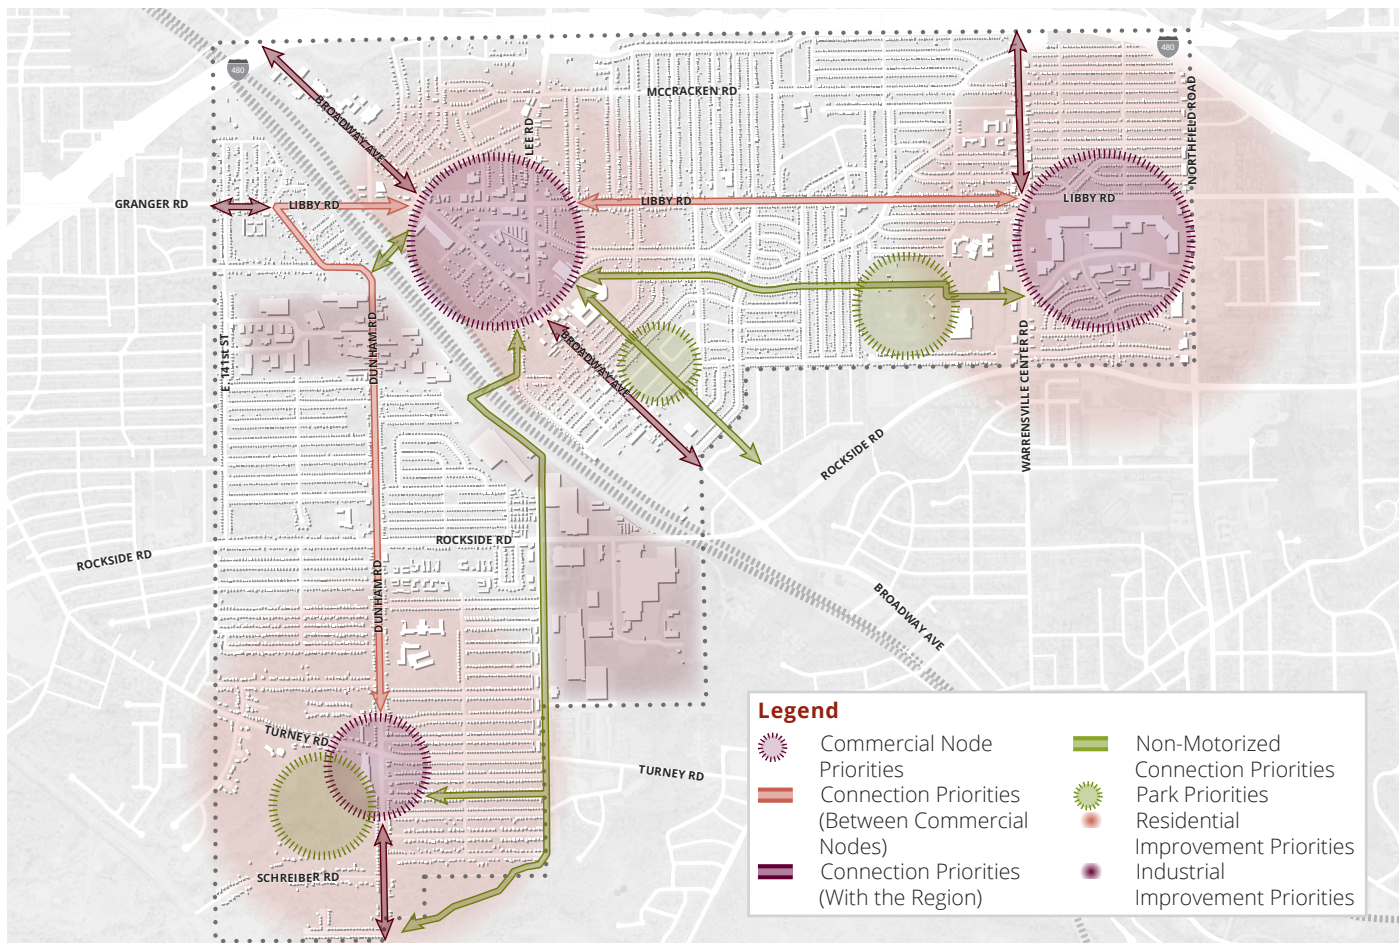 480
480
MCCRACKEN RD
BROADWAY AVE
LEE RD
NORTHFIELD ROAD
GRANGER RD
LIBBY RD
LIBBY RD
LIBBY RD
E. 141St ST
DUNHAM RD
BROADWAY AVE
WARRENSVILLE CENTER RD
ROCKSIDE RD
ROCKSIDE RD
ROCKSIDE RD
DUNHAM RD
BROADWAY AVE
TURNEY RD
TURNEY RD
SCHREIBER RD
Legend
Commercial Node
Priorities
Connection Priorities
(Between Commercial
Nodes)
Connection Priorities
(With the Region)
Non-Motorized
Connection Priorities
Park Priorities
Residential
Improvement Priorities
Industrial
Improvement Priorities